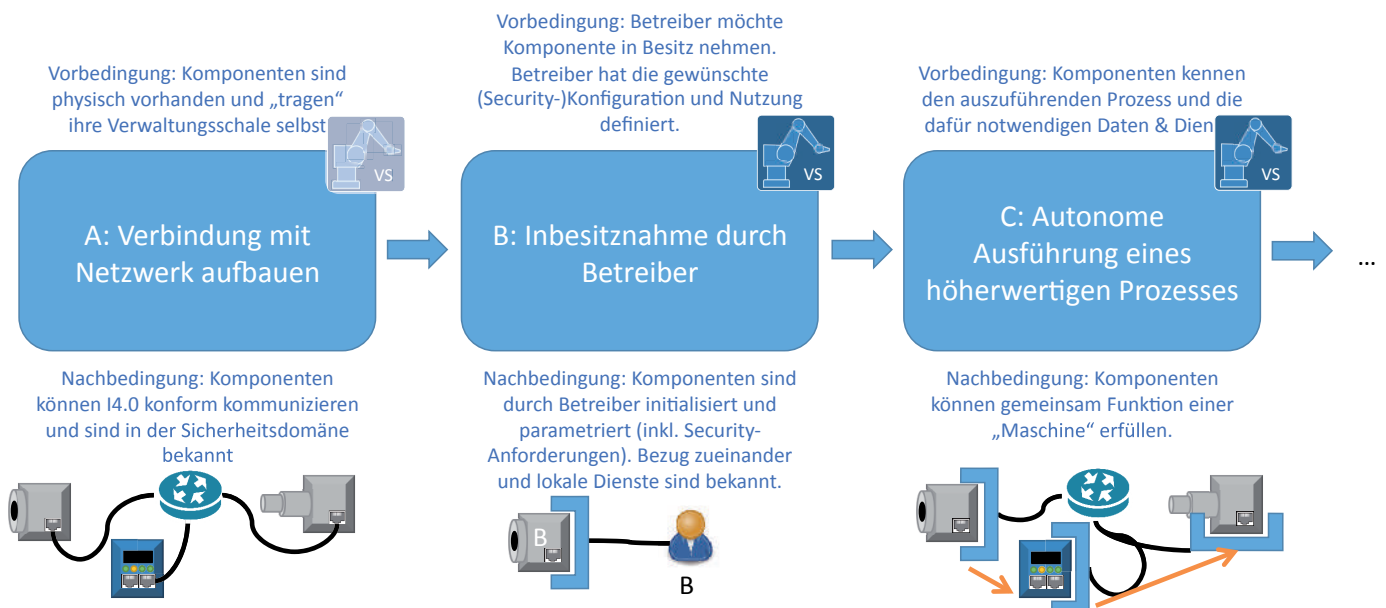 Vorbedingung: Komponenten sind
physisch vorhanden und „tragen“
ihre Verwaltungsschale selbst
VS
A: Verbindung mit
Netzwerk aufbauen
Nachbedingung: Komponenten
können I4.0 konform kommunizieren
und sind in der Sicherheitsdomäne
bekannt
Vorbedingung: Betreiber möchte
Komponente in Besitz nehmen.
Betreiber hat die gewünschte
(Security-)Konfiguration und Nutzung
definiert.
VS
B: Inbesitznahme durch
Betreiber
Nachbedingung: Komponenten sind
durch Betreiber initialisiert und
parametriert (inkl. Security-
Anforderungen). Bezug zueinander
und lokale Dienste sind bekannt.
B
B
Vorbedingung: Komponenten kennen
den auszuführenden Prozess und die
dafür notwendigen Daten & Dien
VS
C: Autonome
Ausführung eines
höherwertigen Prozesses
Nachbedingung: Komponenten
können gemeinsam Funktion einer
„Maschine“ erfüllen.
...